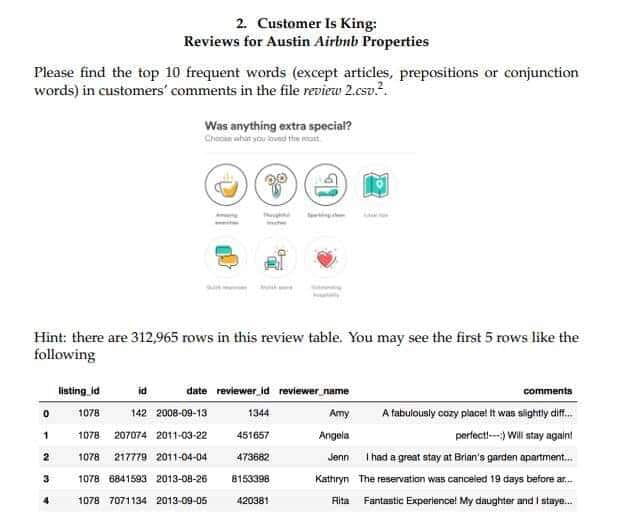 2. Customer Is King:
Reviews for Austin Airbnb Properties
Please find the top 10 frequent words (except articles, prepositions or conjunction
words) in customers' comments in the file review 2.csv.².
Was anything extra special?
Choose what you loved the most.
Amazing amenities
Thoughtful touches
Sparkling clean
Local tips
Quick responses
Stylish space
Outstanding hospitality
Hint: there are 312,965 rows in this review table. You may see the first 5 rows like the
following
listing_id id date reviewer_id reviewer_name comments
0 1078 142 2008-09-13 1344 Amy A fabulously cozy place! It was slightly diff...
1 1078 207074 2011-03-22 451657 Angela perfect!---:) Will stay again!
2 1078 217779 2011-04-04 473682 Jenn I had a great stay at Brian's garden apartment...
3 1078 6841593 2013-08-26 8153398 Kathryn The reservation was canceled 19 days before ar...
4 1078 7071134 2013-09-05 420381 Rita Fantastic Experience! My daughter and I staye...